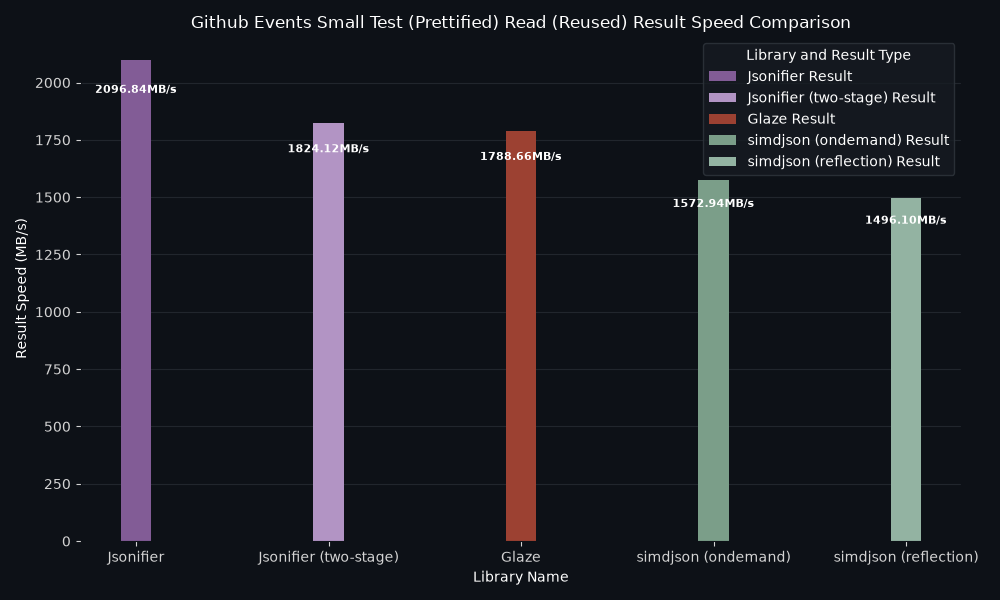 Github Events Small Test (Prettified) Read (Reused) Result Speed Comparison
Library and Result Type
Jsonifier Result
Jsonifier (two-stage) Result
Glaze Result
simdjson (ondemand) Result
simdjson (reflection) Result
2096.84MB/s
1824.12MB/s
1788.66MB/s
1572.94MB/s
1496.10MB/s
Result Speed (MB/s)
2000
1750
1500
1250
1000
750
500
250
0
Jsonifier
Jsonifier (two-stage)
Glaze
simdjson (ondemand)
simdjson (reflection)
Library Name